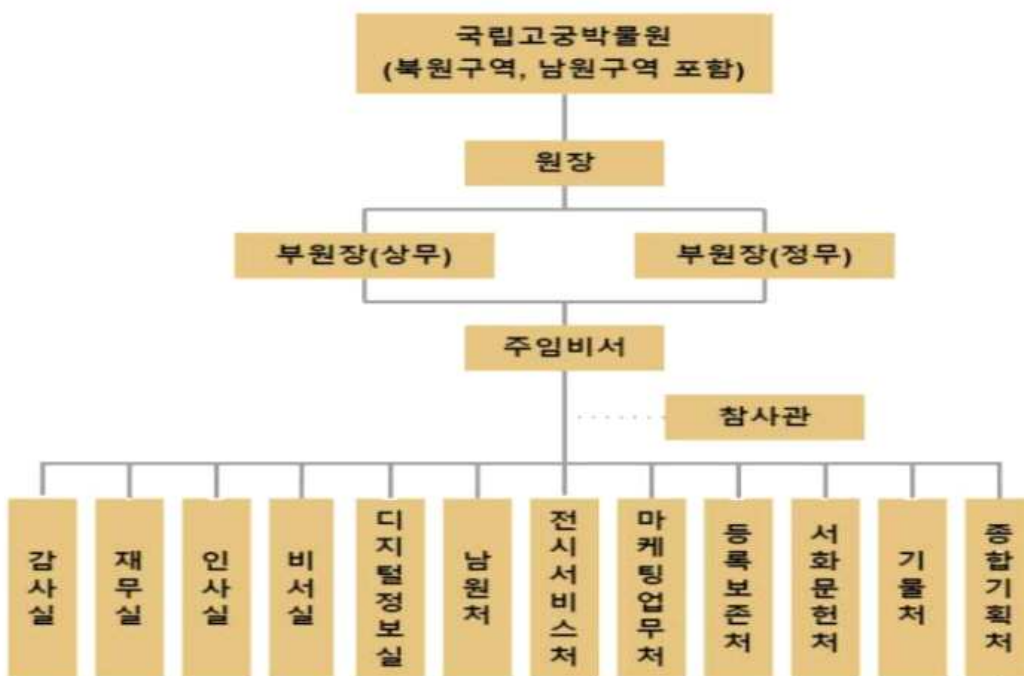 국립고궁박물원
(북원구역, 남원구역 포함)
원장
부원장(상무)
부원장(정무)
주임비서
참사관
감사실
재무실
인사실
비서실
디지털정보실
남원처
전시서비스처
마케팅업무처
등록보존처
서화문헌처
기물처
종합기획처